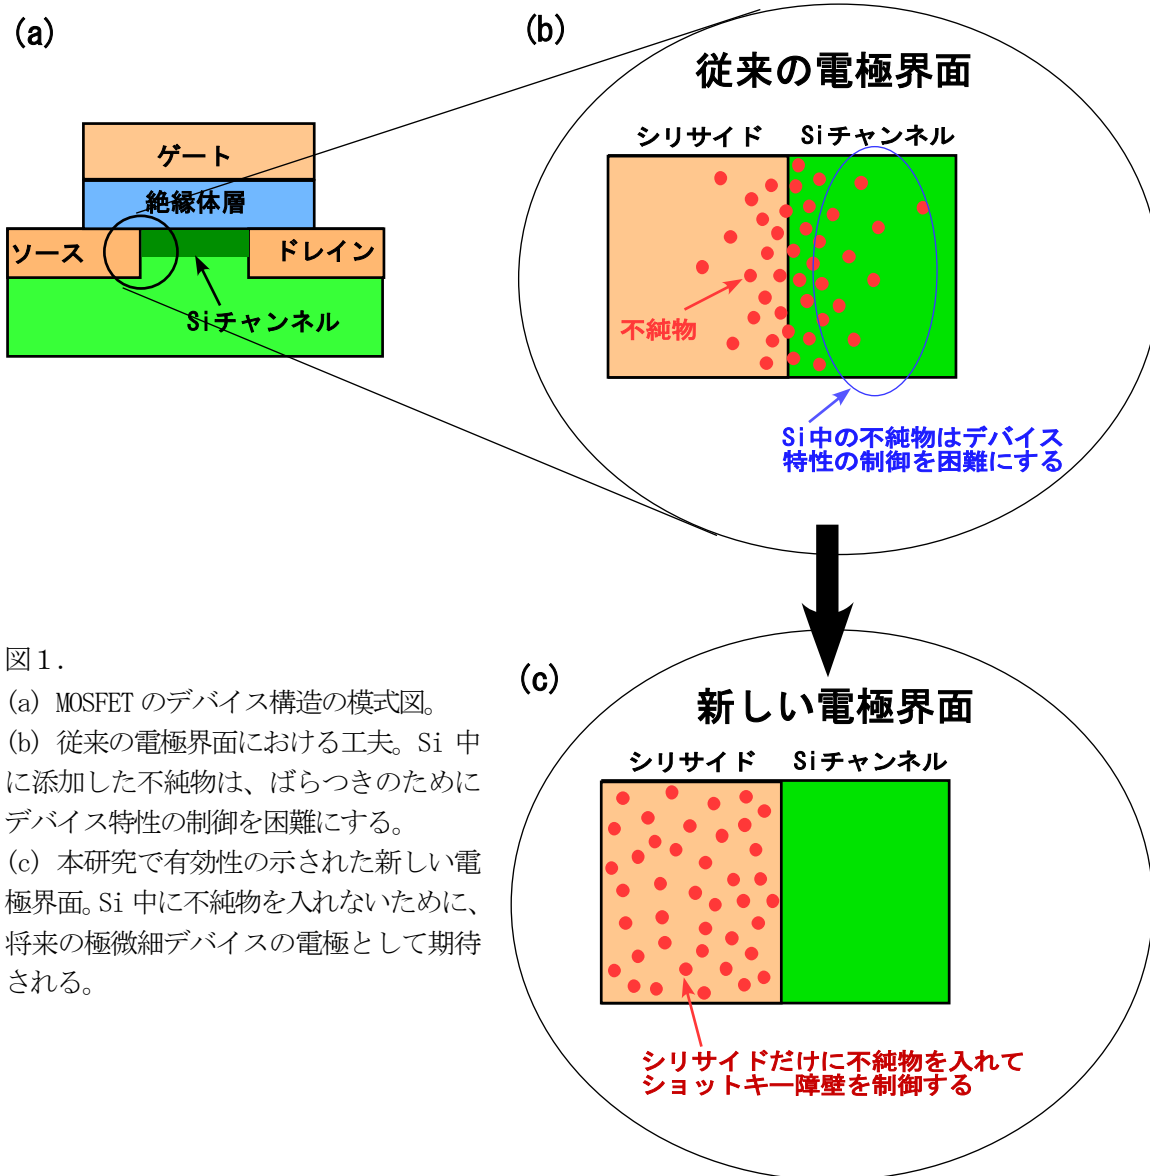 (a)
ゲート
絶縁体層
ソース
ドレイン
Siチャンネル
(b)
従来の電極界面
シリサイド
Siチャンネル
不純物
Si中の不純物はデバイス
特性の制御を困難にする
図１.
(a) MOSFET のデバイス構造の模式図。
(b) 従来の電極界面における工夫。Si 中
に添加した不純物は、ばらつきのために
デバイス特性の制御を困難にする。
(c) 本研究で有効性の示された新しい電
極界面。Si 中に不純物を入れないために、
将来の極微細デバイスの電極として期待
される。
(c)
新しい電極界面
シリサイド
Siチャンネル
シリサイドだけに不純物を入れて
ショットキー障壁を制御する